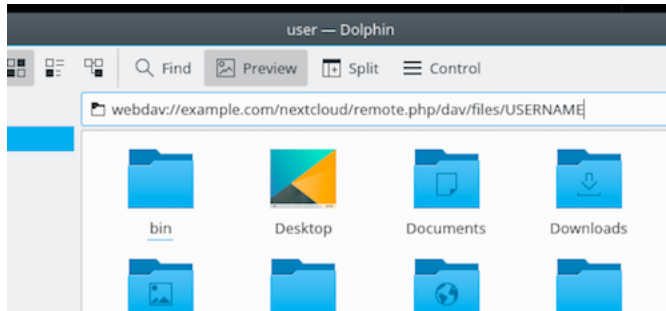 user — Dolphin
Find Preview Split Control
webdav://example.com/nextcloud/remote.php/dav/files/USERNAME
bin Desktop Documents Downloads